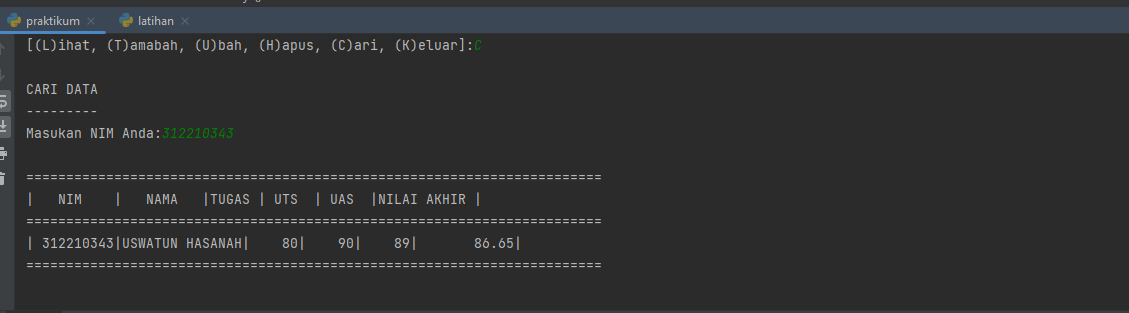 praktikum × latihan ×
[(L)ihat, (T)amabah, (U)bah, (H)apus, (C)ari, (K)eluar]:C
CARI DATA
---------
Masukan NIM Anda:312210343
========================================================================
|   NIM    |   NAMA   |TUGAS | UTS  | UAS  |NILAI AKHIR |
========================================================================
| 312210343|USWATUN HASANAH|    80|    90|    89|       86.65|
========================================================================